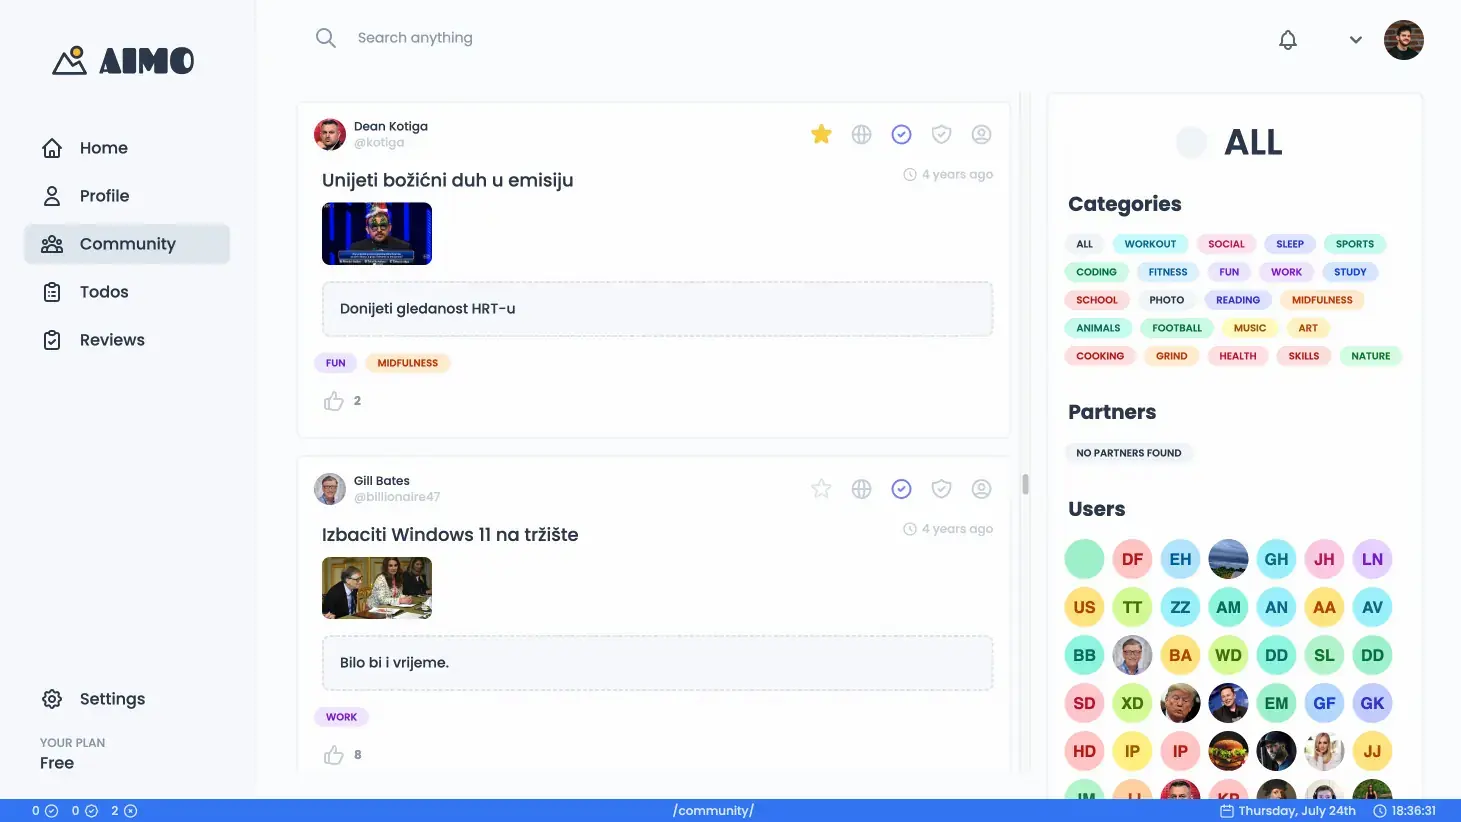 AIMO
Search anything
Home
Profile
Community
Todos
Reviews
Settings
YOUR PLAN
Free
Dean Kotiga
@kotiga
4 years ago
Unijeti božićni duh u emisiju
Donijeti gledanost HRT-u
FUN MIDFULNESS
2
Gill Bates
@billionaire47
4 years ago
Izbaciti Windows 11 na tržište
Bilo bi i vrijeme.
WORK
8
ALL
Categories
ALL WORKOUT SOCIAL SLEEP SPORTS
CODING FITNESS FUN WORK STUDY
SCHOOL PHOTO READING MIDFULNESS
ANIMALS FOOTBALL MUSIC ART
COOKING GRIND HEALTH SKILLS NATURE
Partners
NO PARTNERS FOUND
Users
DF EH GH JH LN
US TT ZZ AM AN AA AV
BB BA WD DD SL DD
SD XD EM GF GK
HD IP IP JJ
0 0 2 /community/ Thursday, July 24th 18:36:31